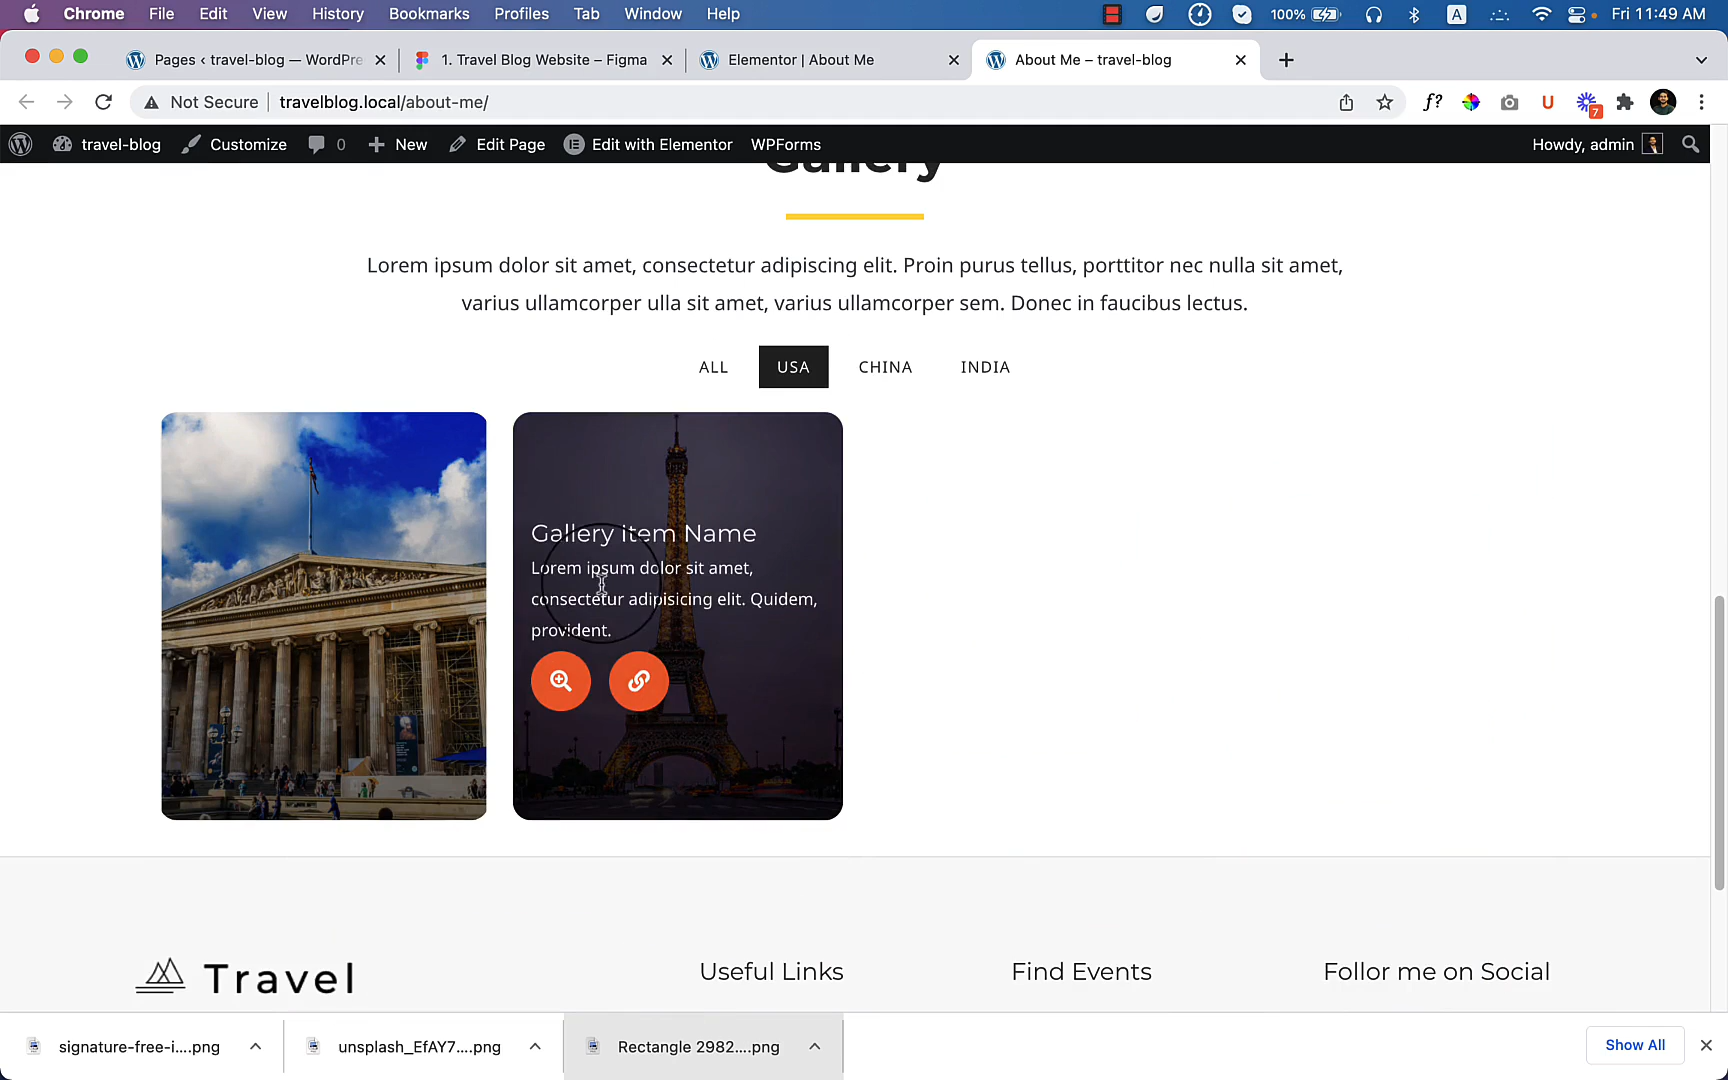 Chrome File Edit View History Bookmarks Profiles Tab Window Help 100% A Fri 11:49 AM
Pages ‹ travel-blog — WordPre 1. Travel Blog Website – Figma Elementor | About Me About Me – travel-blog
Not Secure travelblog.local/about-me/ f? U 7
travel-blog Customize 0 New Edit Page Edit with Elementor WPForms Howdy, admin
Gallery
Lorem ipsum dolor sit amet, consectetur adipiscing elit. Proin purus tellus, porttitor nec nulla sit amet,
varius ullamcorper ulla sit amet, varius ullamcorper sem. Donec in faucibus lectus.
ALL USA CHINA INDIA
Gallery item Name
Lorem ipsum dolor sit amet,
consectetur adipisicing elit. Quidem,
provident.
Travel Useful Links Find Events Follor me on Social
signature-free-i....png unsplash_EfAY7....png Rectangle 2982....png Show All